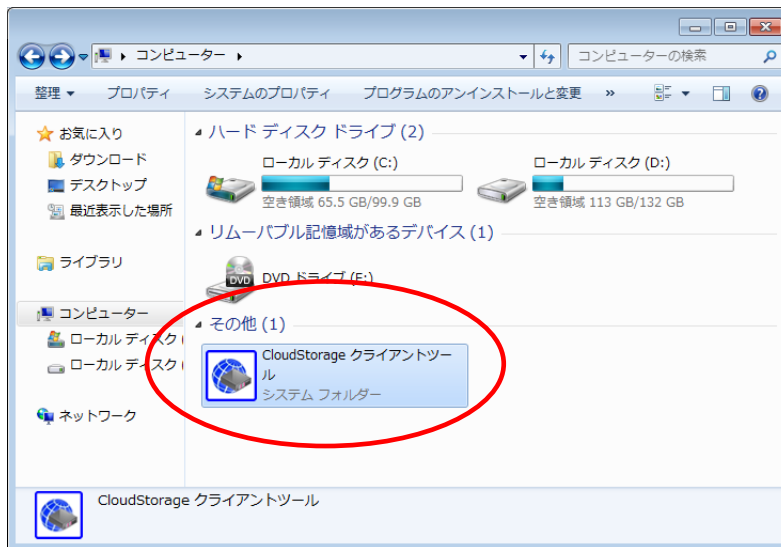 コンピューター
コンピューターの検索
整理 プロパティ システムのプロパティ プログラムのアンインストールと変更 »
お気に入り
ダウンロード
デスクトップ
最近表示した場所
ライブラリ
コンピューター
ローカル ディスク (
ローカル ディスク (
ネットワーク
ハード ディスク ドライブ (2)
ローカル ディスク (C:)
空き領域 65.5 GB/99.9 GB
ローカル ディスク (D:)
空き領域 113 GB/132 GB
リムーバブル記憶域があるデバイス (1)
DVD
DVD ドライブ (E:)
その他 (1)
CloudStorage クライアントツー
ル
システム フォルダー
CloudStorage クライアントツール